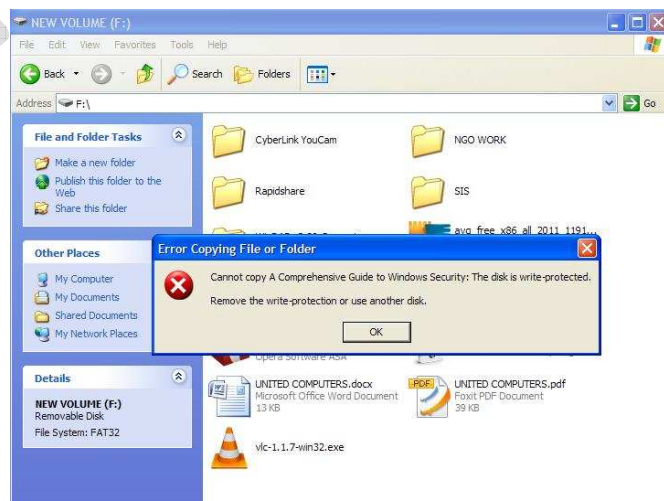 NEW VOLUME (F:)
File Edit View Favorites Tools Help
Back Search Folders
Address F:\ Go
File and Folder Tasks
Make a new folder
Publish this folder to the
Web
Share this folder
Other Places
My Computer
My Documents
Shared Documents
My Network Places
Details
NEW VOLUME (F:)
Removable Disk
File System: FAT32
CyberLink YouCam
NGO WORK
Rapidshare
SIS
avg_free_x86_all_2011_1191...
Error Copying File or Folder
Cannot copy A Comprehensive Guide to Windows Security: The disk is write-protected.
Remove the write-protection or use another disk.
OK
Opera Software ASA
UNITED COMPUTERS.docx
Microsoft Office Word Document
13 KB
PDF
UNITED COMPUTERS.pdf
Foxit PDF Document
39 KB
vlc-1.1.7-win32.exe